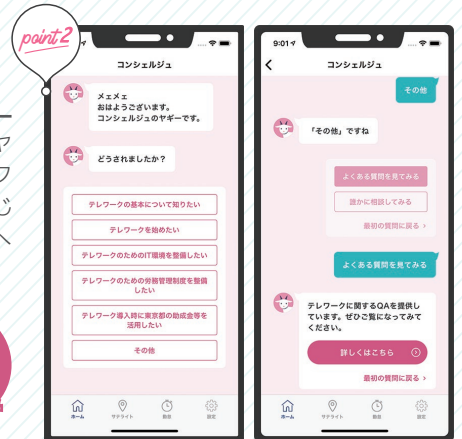 point 2
コンシェルジュ
メェメェ
おはようございます。
コンシェルジュのヤギーです。
どうされましたか？
テレワークの基本について知りたい
テレワークを始めたい
テレワークのためのIT環境を整備したい
テレワークのための労務管理制度を整備
したい
テレワーク導入時に東京都の助成金等を
活用したい
その他
ホーム
サテライト
勤怠
設定
9:01
コンシェルジュ
その他
「その他」ですね
よくある質問を見てみる
誰かに相談してみる
最初の質問に戻る
よくある質問を見てみる
テレワークに関するQAを提供し
ています。ぜひご覧になってみて
ください。
詳しくはこちら
最初の質問に戻る
ホーム
サテライト
勤怠
設定